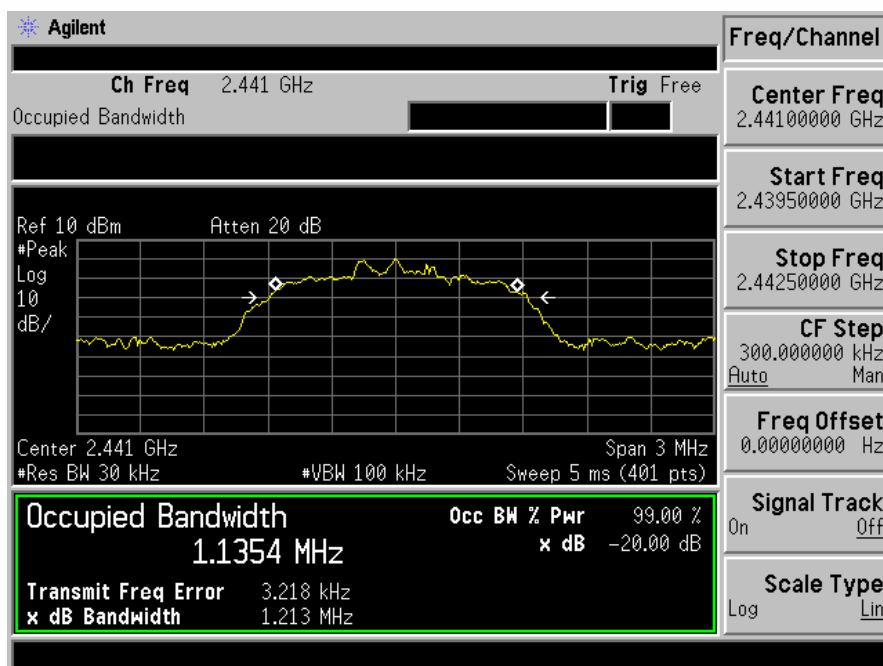 Agilent
Ch Freq 2.441 GHz Trig Free
Occupied Bandwidth
Ref 10 dBm Atten 20 dB
#Peak
Log
10
dB/
Center 2.441 GHz Span 3 MHz
#Res BW 30 kHz #VBW 100 kHz Sweep 5 ms (401 pts)
Occupied Bandwidth
1.1354 MHz
Occ BW % Pwr 99.00 %
x dB -20.00 dB
Transmit Freq Error 3.218 kHz
x dB Bandwidth 1.213 MHz
Freq/Channel
Center Freq
2.44100000 GHz
Start Freq
2.43950000 GHz
Stop Freq
2.44250000 GHz
CF Step
300.000000 kHz
Auto Man
Freq Offset
0.00000000 Hz
Signal Track
On Off
Scale Type
Log Lin